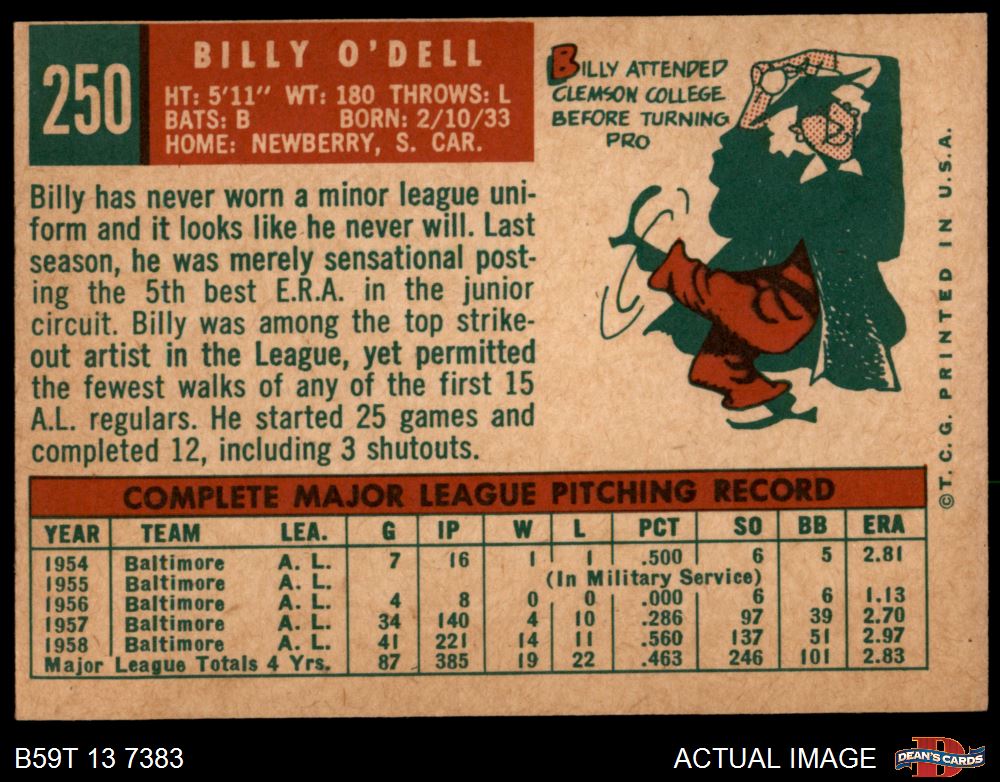 250
BILLY O'DELL
HT: 5'11" WT: 180 THROWS: L
BATS: B BORN: 2/10/33
HOME: NEWBERRY, S. CAR.
BILLY ATTENDED
CLEMSON COLLEGE
BEFORE TURNING
PRO
Billy has never worn a minor league uni-
form and it looks like he never will. Last
season, he was merely sensational post-
ing the 5th best E.R.A. in the junior
circuit. Billy was among the top strike-
out artist in the League, yet permitted
the fewest walks of any of the first 15
A.L. regulars. He started 25 games and
completed 12, including 3 shutouts.
©T. C. G. PRINTED IN U.S.A.
COMPLETE MAJOR LEAGUE PITCHING RECORD
YEAR TEAM LEA. G IP W L PCT SO BB ERA
1954 Baltimore A. L. 7 16 1 1 .500 6 5 2.81
1955 Baltimore A. L. (In Military Service)
1956 Baltimore A. L. 4 8 0 0 .000 6 6 1.13
1957 Baltimore A. L. 34 140 4 10 .286 97 39 2.70
1958 Baltimore A. L. 41 221 14 11 .560 137 51 2.97
Major League Totals 4 Yrs. 87 385 19 22 .463 246 101 2.83
B59T 13 7383
ACTUAL IMAGE
D
DEAN'S CARDS